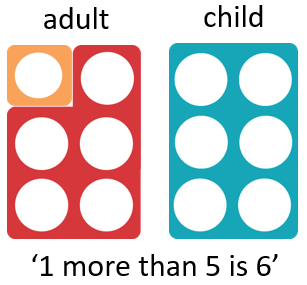 adult child
‘1 more than 5 is 6’